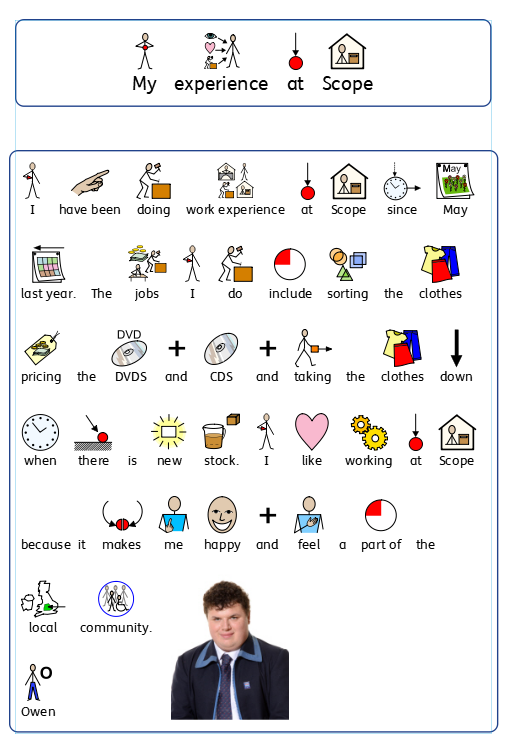 My experience at Scope
I have been doing work experience at Scope since May
May
last year. The jobs I do include sorting the clothes
DVD
pricing the DVDS and CDS and taking the clothes down
when there is new stock. I like working at Scope
because it makes me happy and feel a part of the
local community.
O
Owen